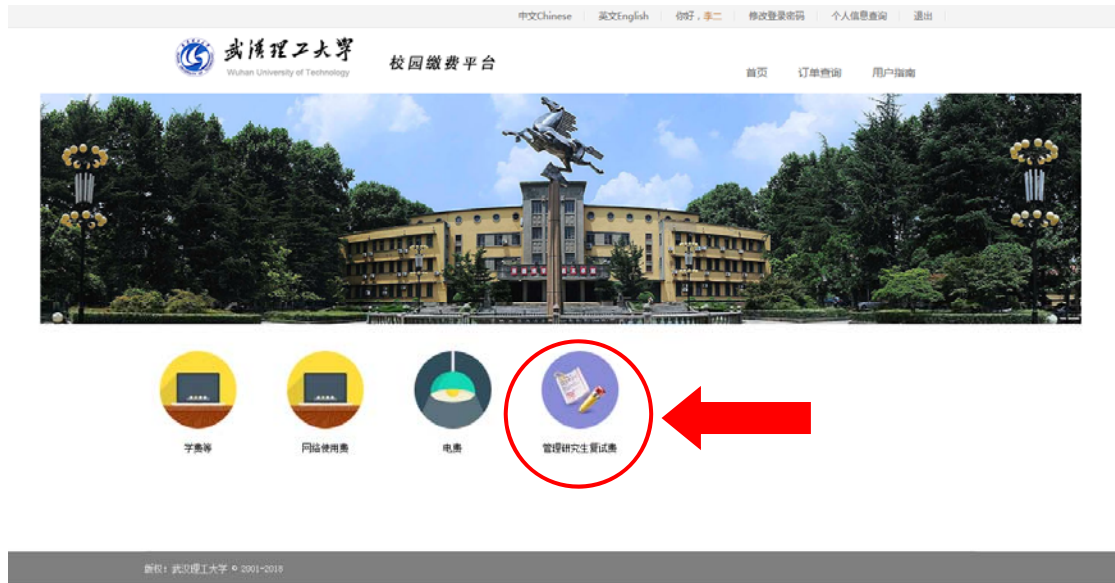 中文Chinese 英文English 你好，李二 修改登录密码 个人信息查询 退出
武汉理工大学 校园缴费平台
Wuhan University of Technology
首页 订单查询 用户指南
学费等 网络使用费 电费 管理研究生复试费
版权：武汉理工大学 © 2001-2018